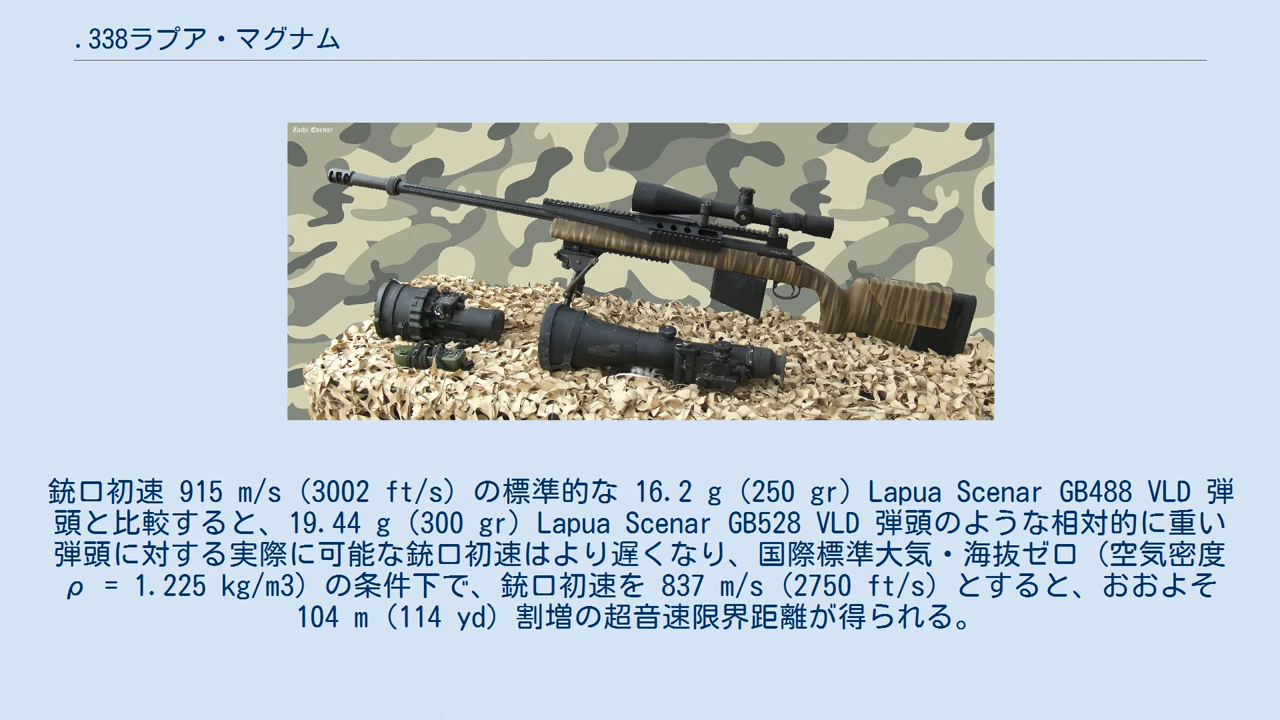 .338ラプア・マグナム
Zachi Evenor
銃口初速 915 m/s (3002 ft/s) の標準的な 16.2 g (250 gr) Lapua Scenar GB488 VLD 弾
頭と比較すると、19.44 g (300 gr) Lapua Scenar GB528 VLD 弾頭のような相対的に重い
弾頭に対する実際に可能な銃口初速はより遅くなり、国際標準大気・海抜ゼロ (空気密度
ρ = 1.225 kg/m3) の条件下で、銃口初速を 837 m/s (2750 ft/s) とすると、おおよそ
104 m (114 yd) 割増の超音速限界距離が得られる。